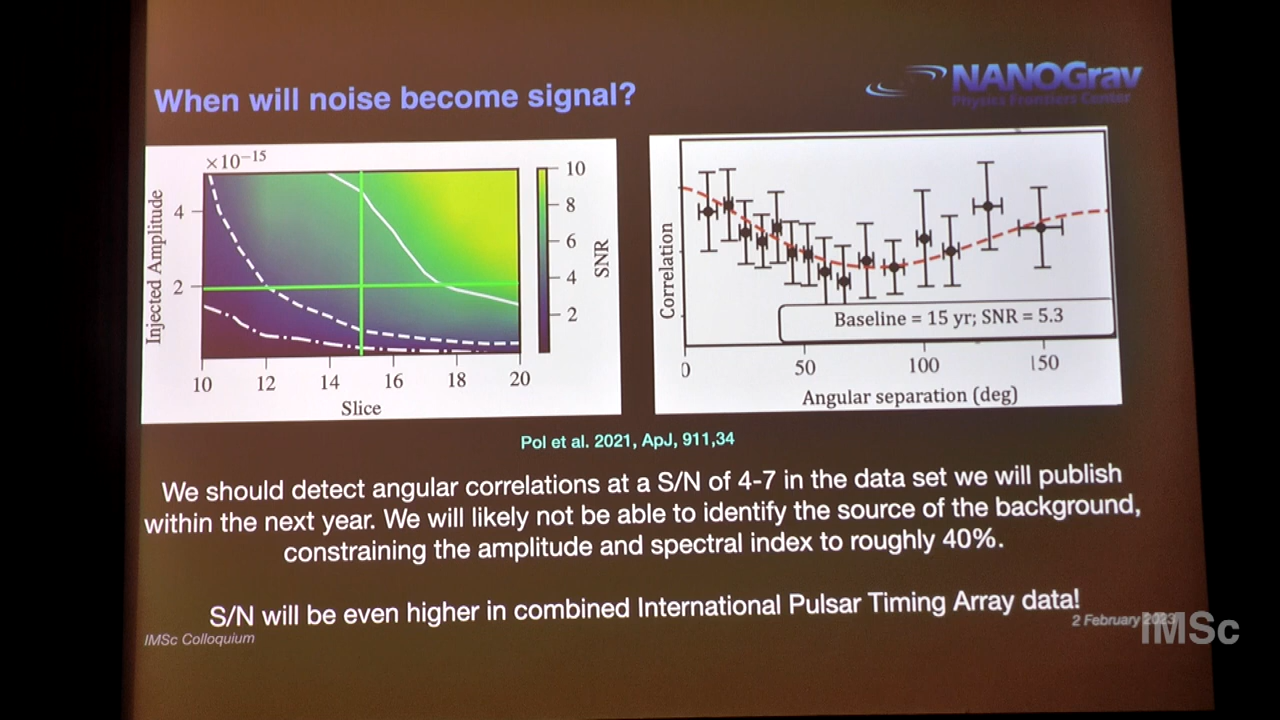 When will noise become signal?
NANOGrav
Physics Frontiers Center
×10−15
4
2
Injected Amplitude
10 12 14 16 18 20
Slice
10
8
6
4
2
SNR
Correlation
Baseline = 15 yr; SNR = 5.3
0 50 100 150
Angular separation (deg)
Pol et al. 2021, ApJ, 911,34
We should detect angular correlations at a S/N of 4-7 in the data set we will publish
within the next year. We will likely not be able to identify the source of the background,
constraining the amplitude and spectral index to roughly 40%.
S/N will be even higher in combined International Pulsar Timing Array data!
2 February 2023
IMSc Colloquium
IMSc